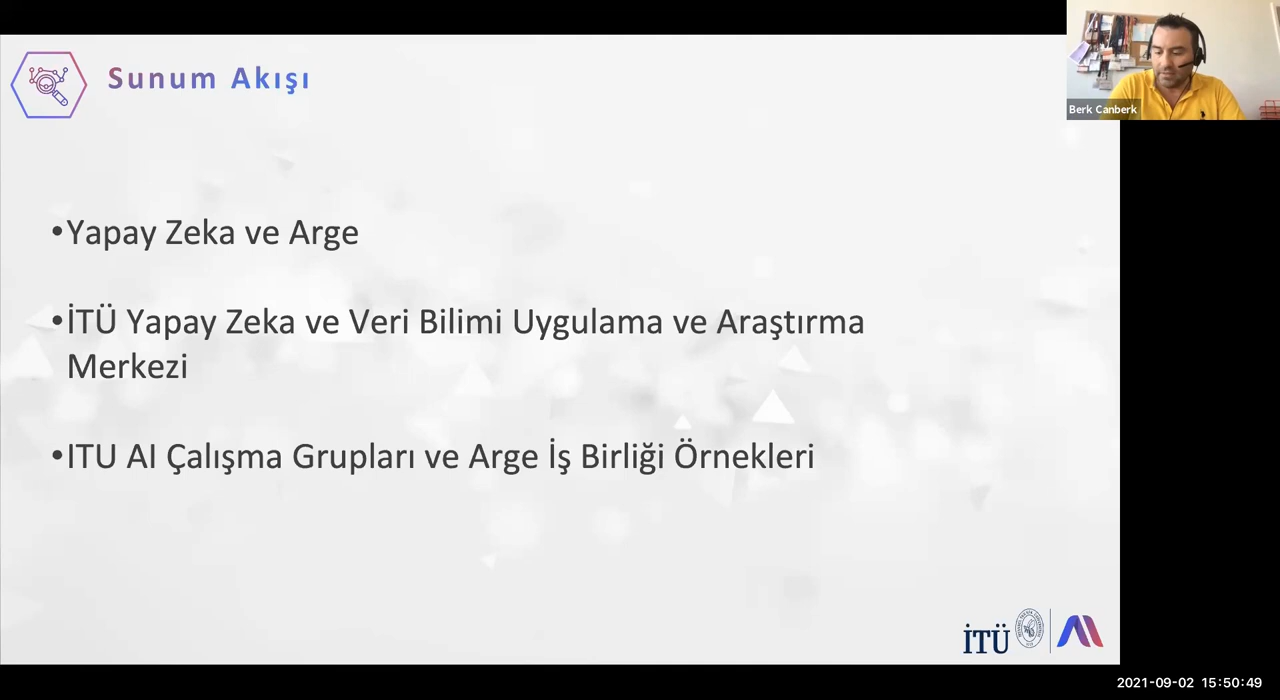 Sunum Akışı
Berk Canberk
•Yapay Zeka ve Arge
•İTÜ Yapay Zeka ve Veri Bilimi Uygulama ve Araştırma
Merkezi
•ITU AI Çalışma Grupları ve Arge İş Birliği Örnekleri
İTÜ
2021-09-02 15:50:49